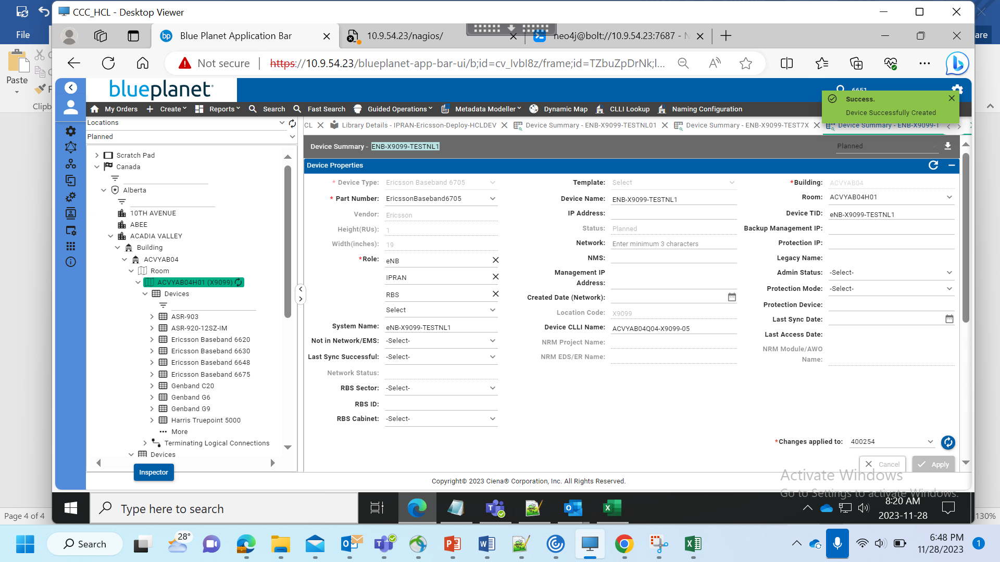 File
Paste
Clipb
CCC_HCL - Desktop Viewer
are
Blue Planet Application Bar
10.9.54.23/nagios/
neo4j@bolt://10.9.54.23:7687 - N
Not secure
https://10.9.54.23/blueplanet-app-bar-ui/b;id=cv_IvbI8z/frame;id=TZbuZpDrNk;I...
blueplanet
6651
Success.
Device Successfully Created
My Orders
Create
Reports
Search
Fast Search
Guided Operations
Metadata Modeller
Dynamic Map
CLLI Lookup
Naming Configuration
Locations
Planned
CL
Library Details - IPRAN-Ericsson-Deploy-HCLDEV
Device Summary - ENB-X9099-TESTNL01
Device Summary - ENB-X9099-TEST7X
Device Summary - ENB-X9099-T
Scratch Pad
Canada
Alberta
10TH AVENUE
ABEE
ACADIA VALLEY
Building
ACVYAB04
Room
ACVYAB04H01 (X9099)
Devices
ASR-903
ASR-920-12SZ-IM
Ericsson Baseband 6620
Ericsson Baseband 6630
Ericsson Baseband 6648
Ericsson Baseband 6675
Genband C20
Genband G6
Genband G9
Harris Truepoint 5000
More
Terminating Logical Connections
Devices
Inspector
Device Summary - ENB-X9099-TESTNL1
Planned
Device Properties
* Device Type: Ericsson Baseband 6705
* Part Number: EricssonBaseband6705
Vendor: Ericsson
Height(RUs): 1
Width(inches): 19
*Role: eNB
IPRAN
RBS
Select
System Name: eNB-X9099-TESTNL1
Not in Network/EMS: -Select-
Last Sync Successful: -Select-
Network Status:
RBS Sector: -Select-
RBS ID:
RBS Cabinet: -Select-
Template: Select
Device Name: ENB-X9099-TESTNL1
IP Address:
Status: Planned
Network: Enter minimum 3 characters
NMS:
Management IP
Address:
Created Date (Network):
Location Code: X9099
Device CLLI Name: ACVYAB04Q04-X9099-05
NRM Project Name:
NRM EDS/ER Name:
*Building: ACVYAB04
Room: ACVYAB04H01
Device TID: eNB-X9099-TESTNL1
Backup Management IP:
Protection IP:
Legacy Name:
Admin Status: -Select-
Protection Mode: -Select-
Protection Device:
Last Sync Date:
Last Access Date:
NRM Module/AWO
Name:
*Changes applied to: 400254
Cancel
Apply
Copyright© 2023 Ciena® Corporation, Inc. All Rights Reserved.
Activate Windows
Go to Settings to activate Windows.
Type here to search
8:20 AM
2023-11-28
Page 4 of 4
130%
Search
28°
6:48 PM
11/28/2023
1